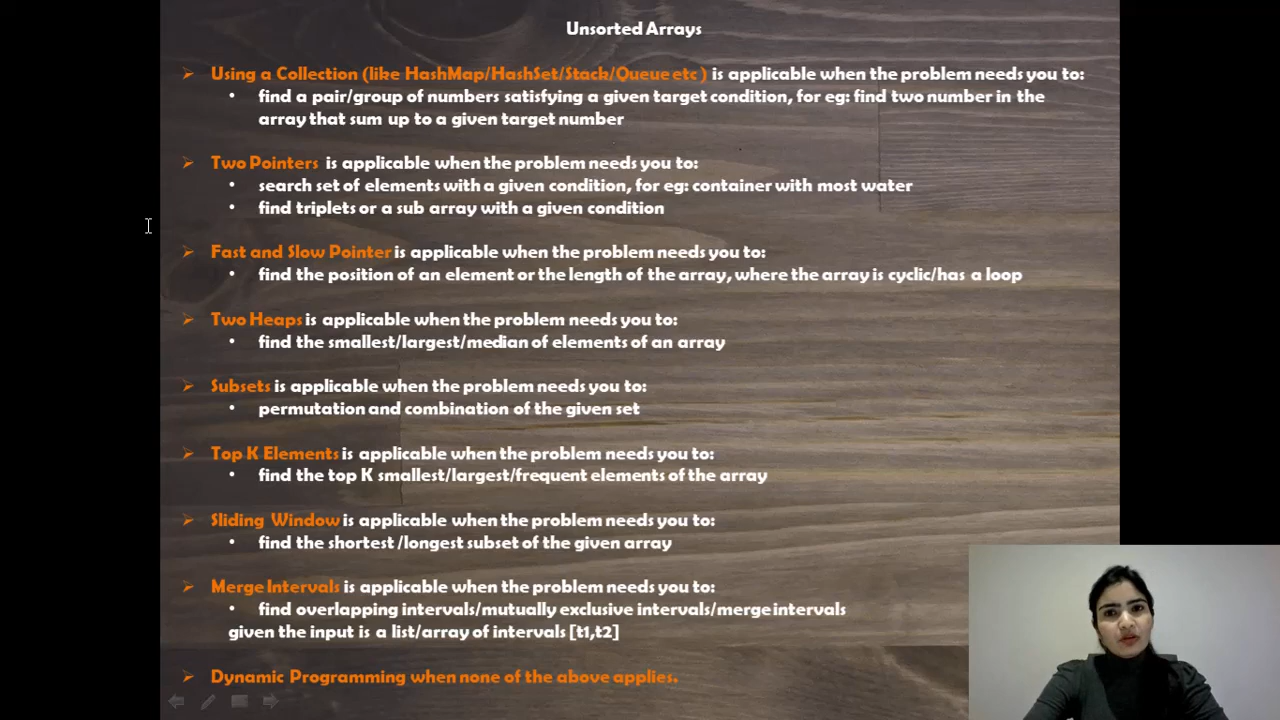 Unsorted Arrays
➢ Using a Collection (like HashMap/HashSet/Stack/Queue etc ) is applicable when the problem needs you to:
• find a pair/group of numbers satisfying a given target condition, for eg: find two number in the
array that sum up to a given target number
➢ Two Pointers is applicable when the problem needs you to:
• search set of elements with a given condition, for eg: container with most water
• find triplets or a sub array with a given condition
➢ Fast and Slow Pointer is applicable when the problem needs you to:
• find the position of an element or the length of the array, where the array is cyclic/has a loop
➢ Two Heaps is applicable when the problem needs you to:
• find the smallest/largest/median of elements of an array
➢ Subsets is applicable when the problem needs you to:
• permutation and combination of the given set
➢ Top K Elements is applicable when the problem needs you to:
• find the top K smallest/largest/frequent elements of the array
➢ Sliding Window is applicable when the problem needs you to:
• find the shortest /longest subset of the given array
➢ Merge Intervals is applicable when the problem needs you to:
• find overlapping intervals/mutually exclusive intervals/merge intervals
given the input is a list/array of intervals [t1,t2]
➢ Dynamic Programming when none of the above applies.